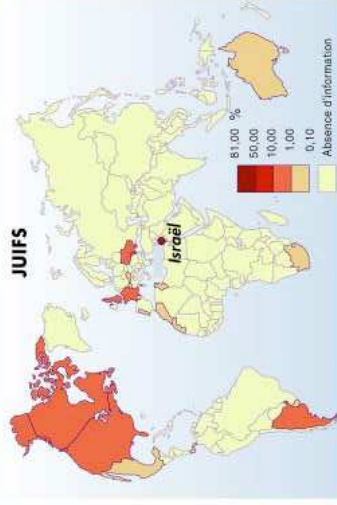 JUIFS
Israël
%
81,00
50,00
10,00
1,00
0,10
Absence d'information